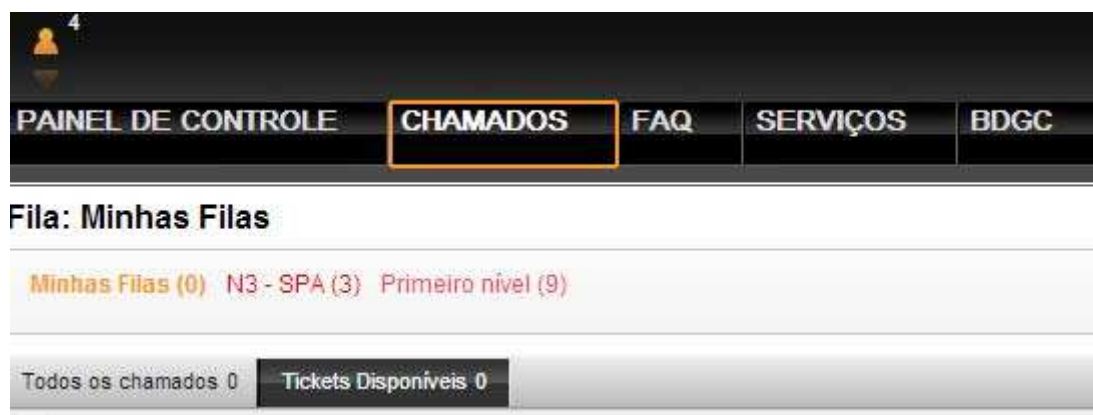 4
PAINEL DE CONTROLE CHAMADOS FAQ SERVIÇOS BDGC
Fila: Minhas Filas
Minhas Filas (0) N3 - SPA (3) Primeiro nível (9)
Todos os chamados 0 Tickets Disponíveis 0